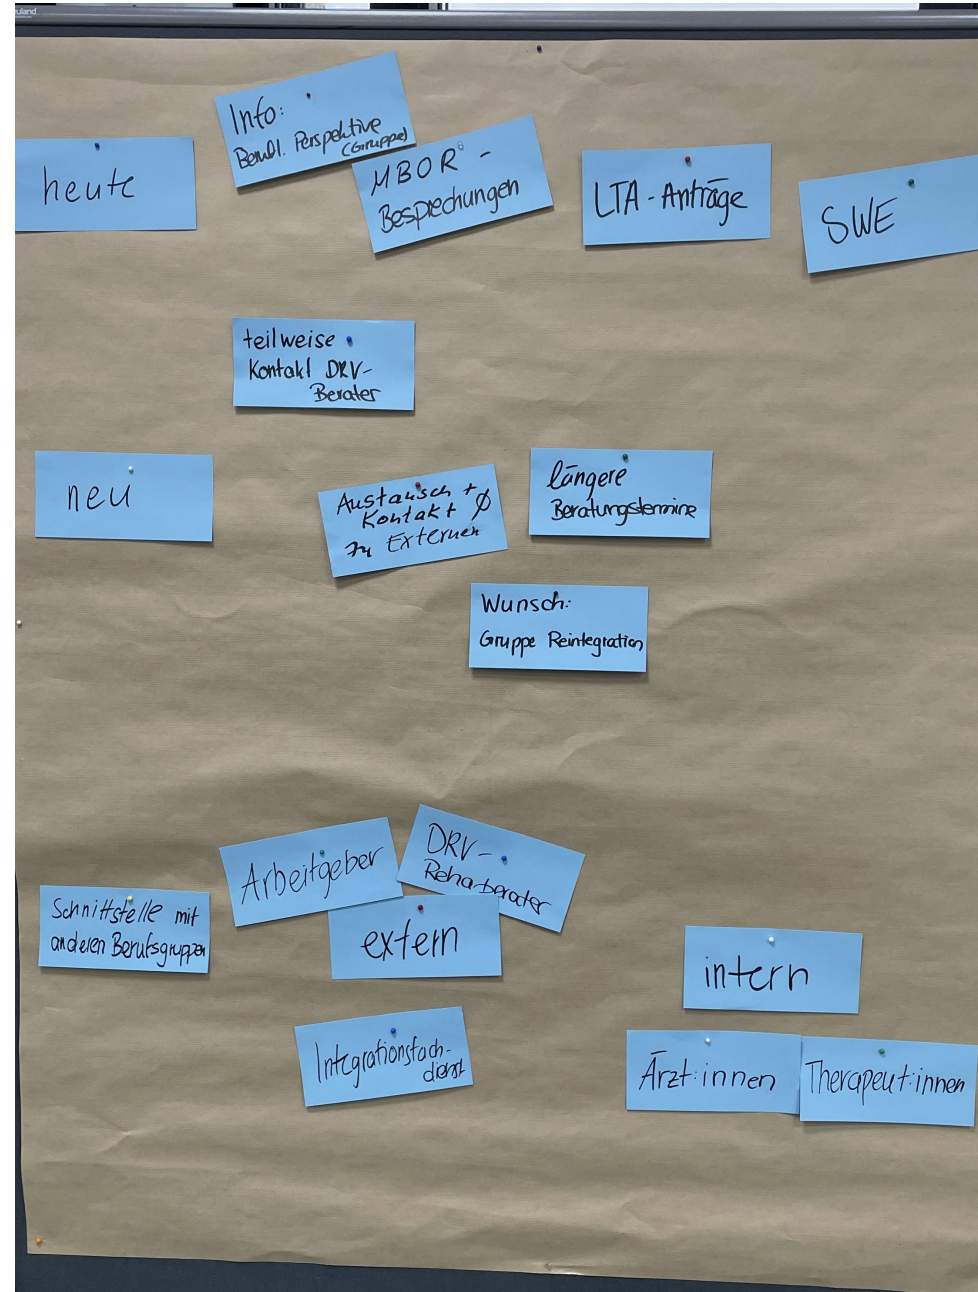 heute
Info:
Berufl. Perspektive
(Gruppe)
MBOR-
Besprechungen
LTA-Anträge
SWE
teilweise
Kontakt DRV-
Berater
neu
Austausch +
Kontakt Ø
zu Externen
längere
Beratungstermine
Wunsch:
Gruppe Reintegration
Schnittstelle mit
anderen Berufsgruppen
Arbeitgeber
DRV-
Rehaberater
extern
Integrationsfach-
dienst
intern
Ärzt:innen
Therapeut:innen